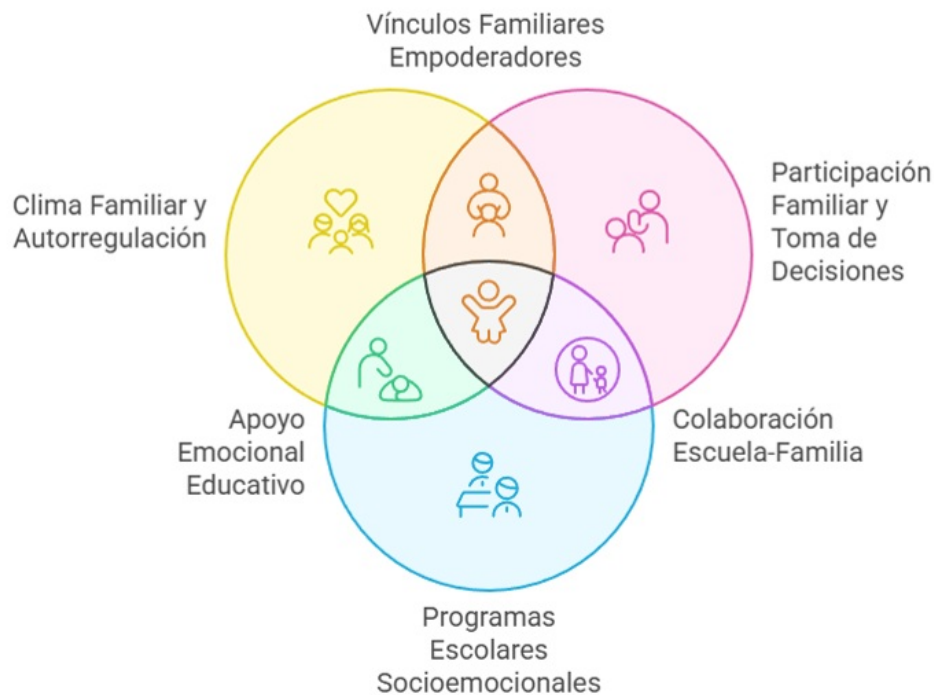 Vínculos Familiares
Empoderadores
Clima Familiar y
Autorregulación
Participación
Familiar y
Toma de
Decisiones
Apoyo
Emocional
Educativo
Colaboración
Escuela-Familia
Programas
Escolares
Socioemocionales